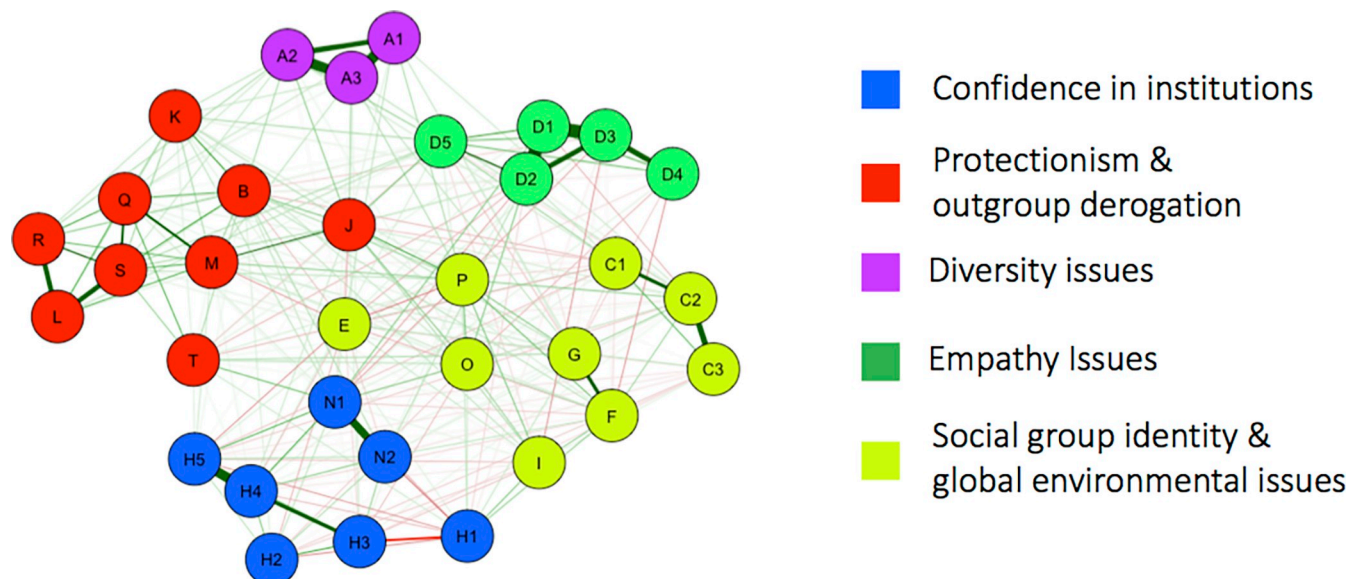 A1
A2
A3
K
D1
D3
D5
D2
D4
Q
B
R
J
M
S
C1
P
C2
L
E
G
T
O
C3
N1
F
H5
N2
I
H4
H1
H3
H2
Confidence in institutions
Protectionism &
outgroup derogation
Diversity issues
Empathy Issues
Social group identity &
global environmental issues